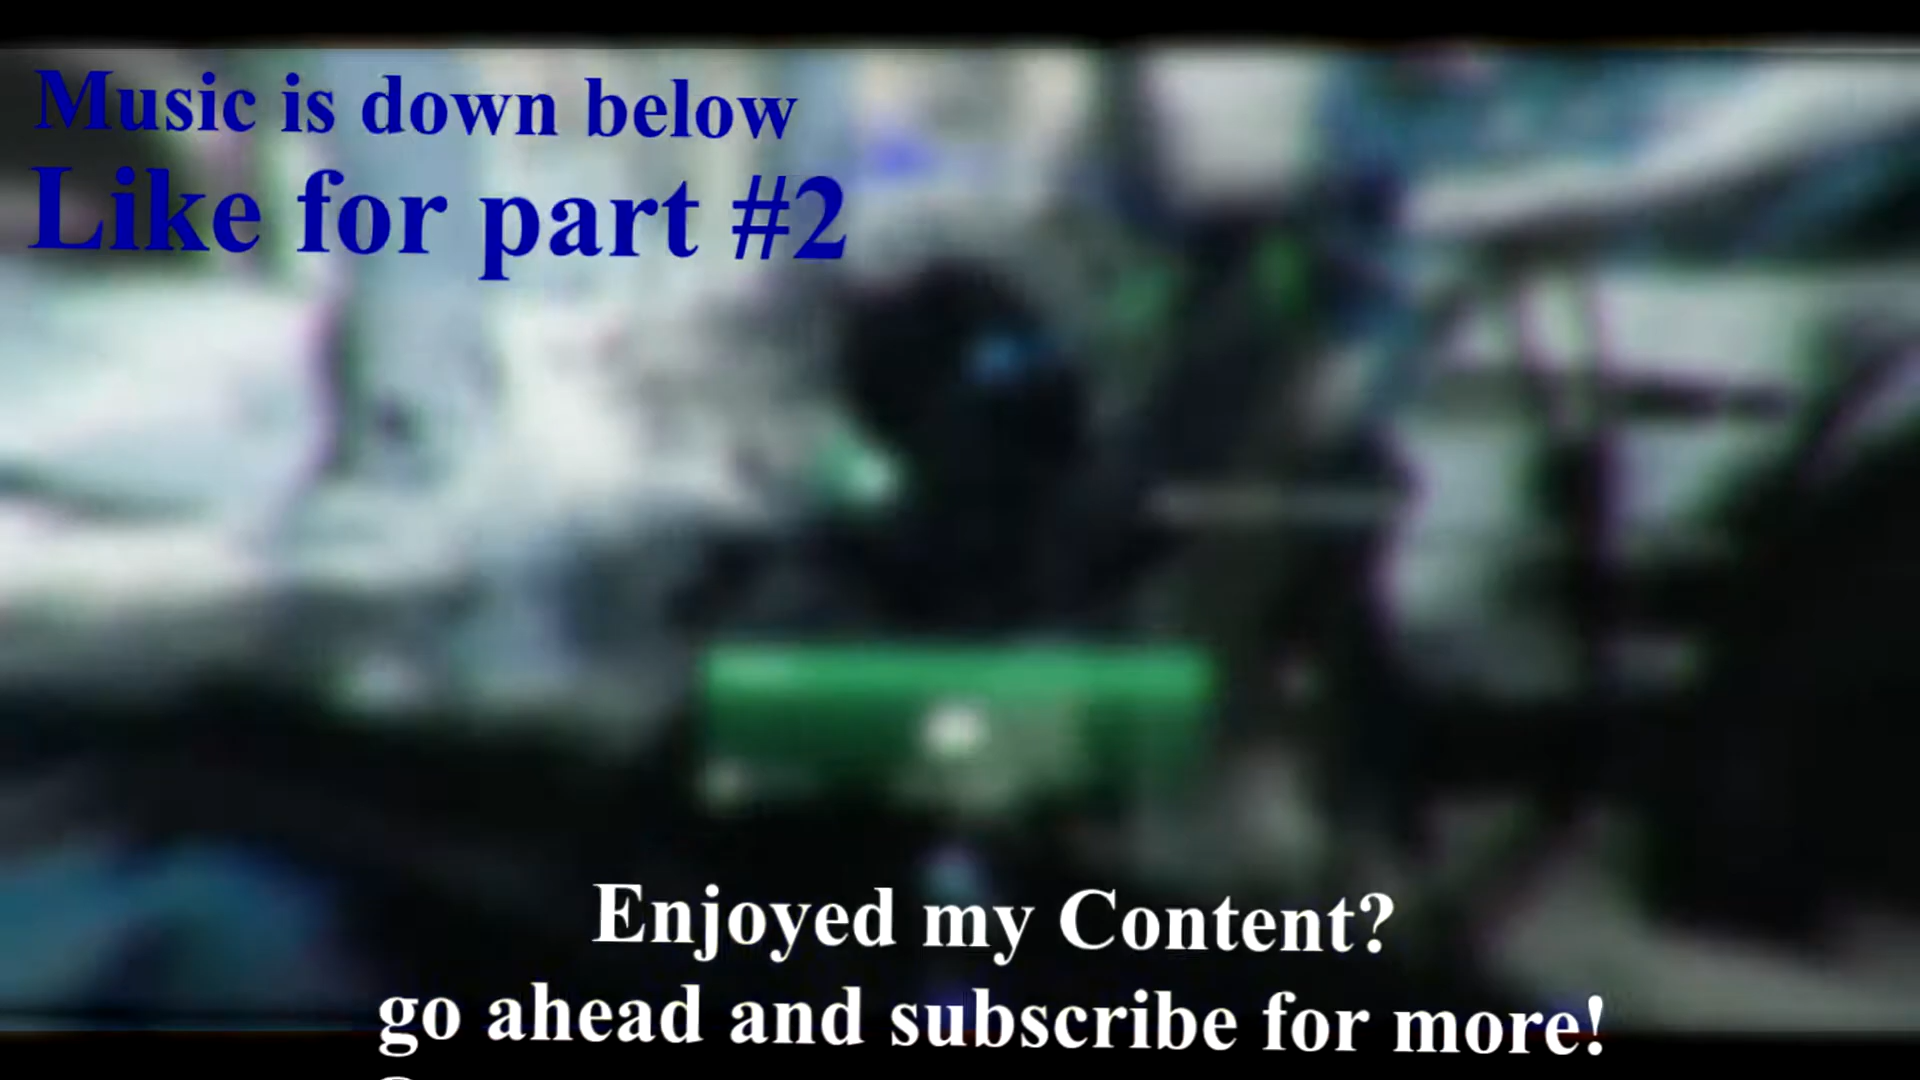 Music is down below
Like for part #2
Enjoyed my Content?
go ahead and subscribe for more!